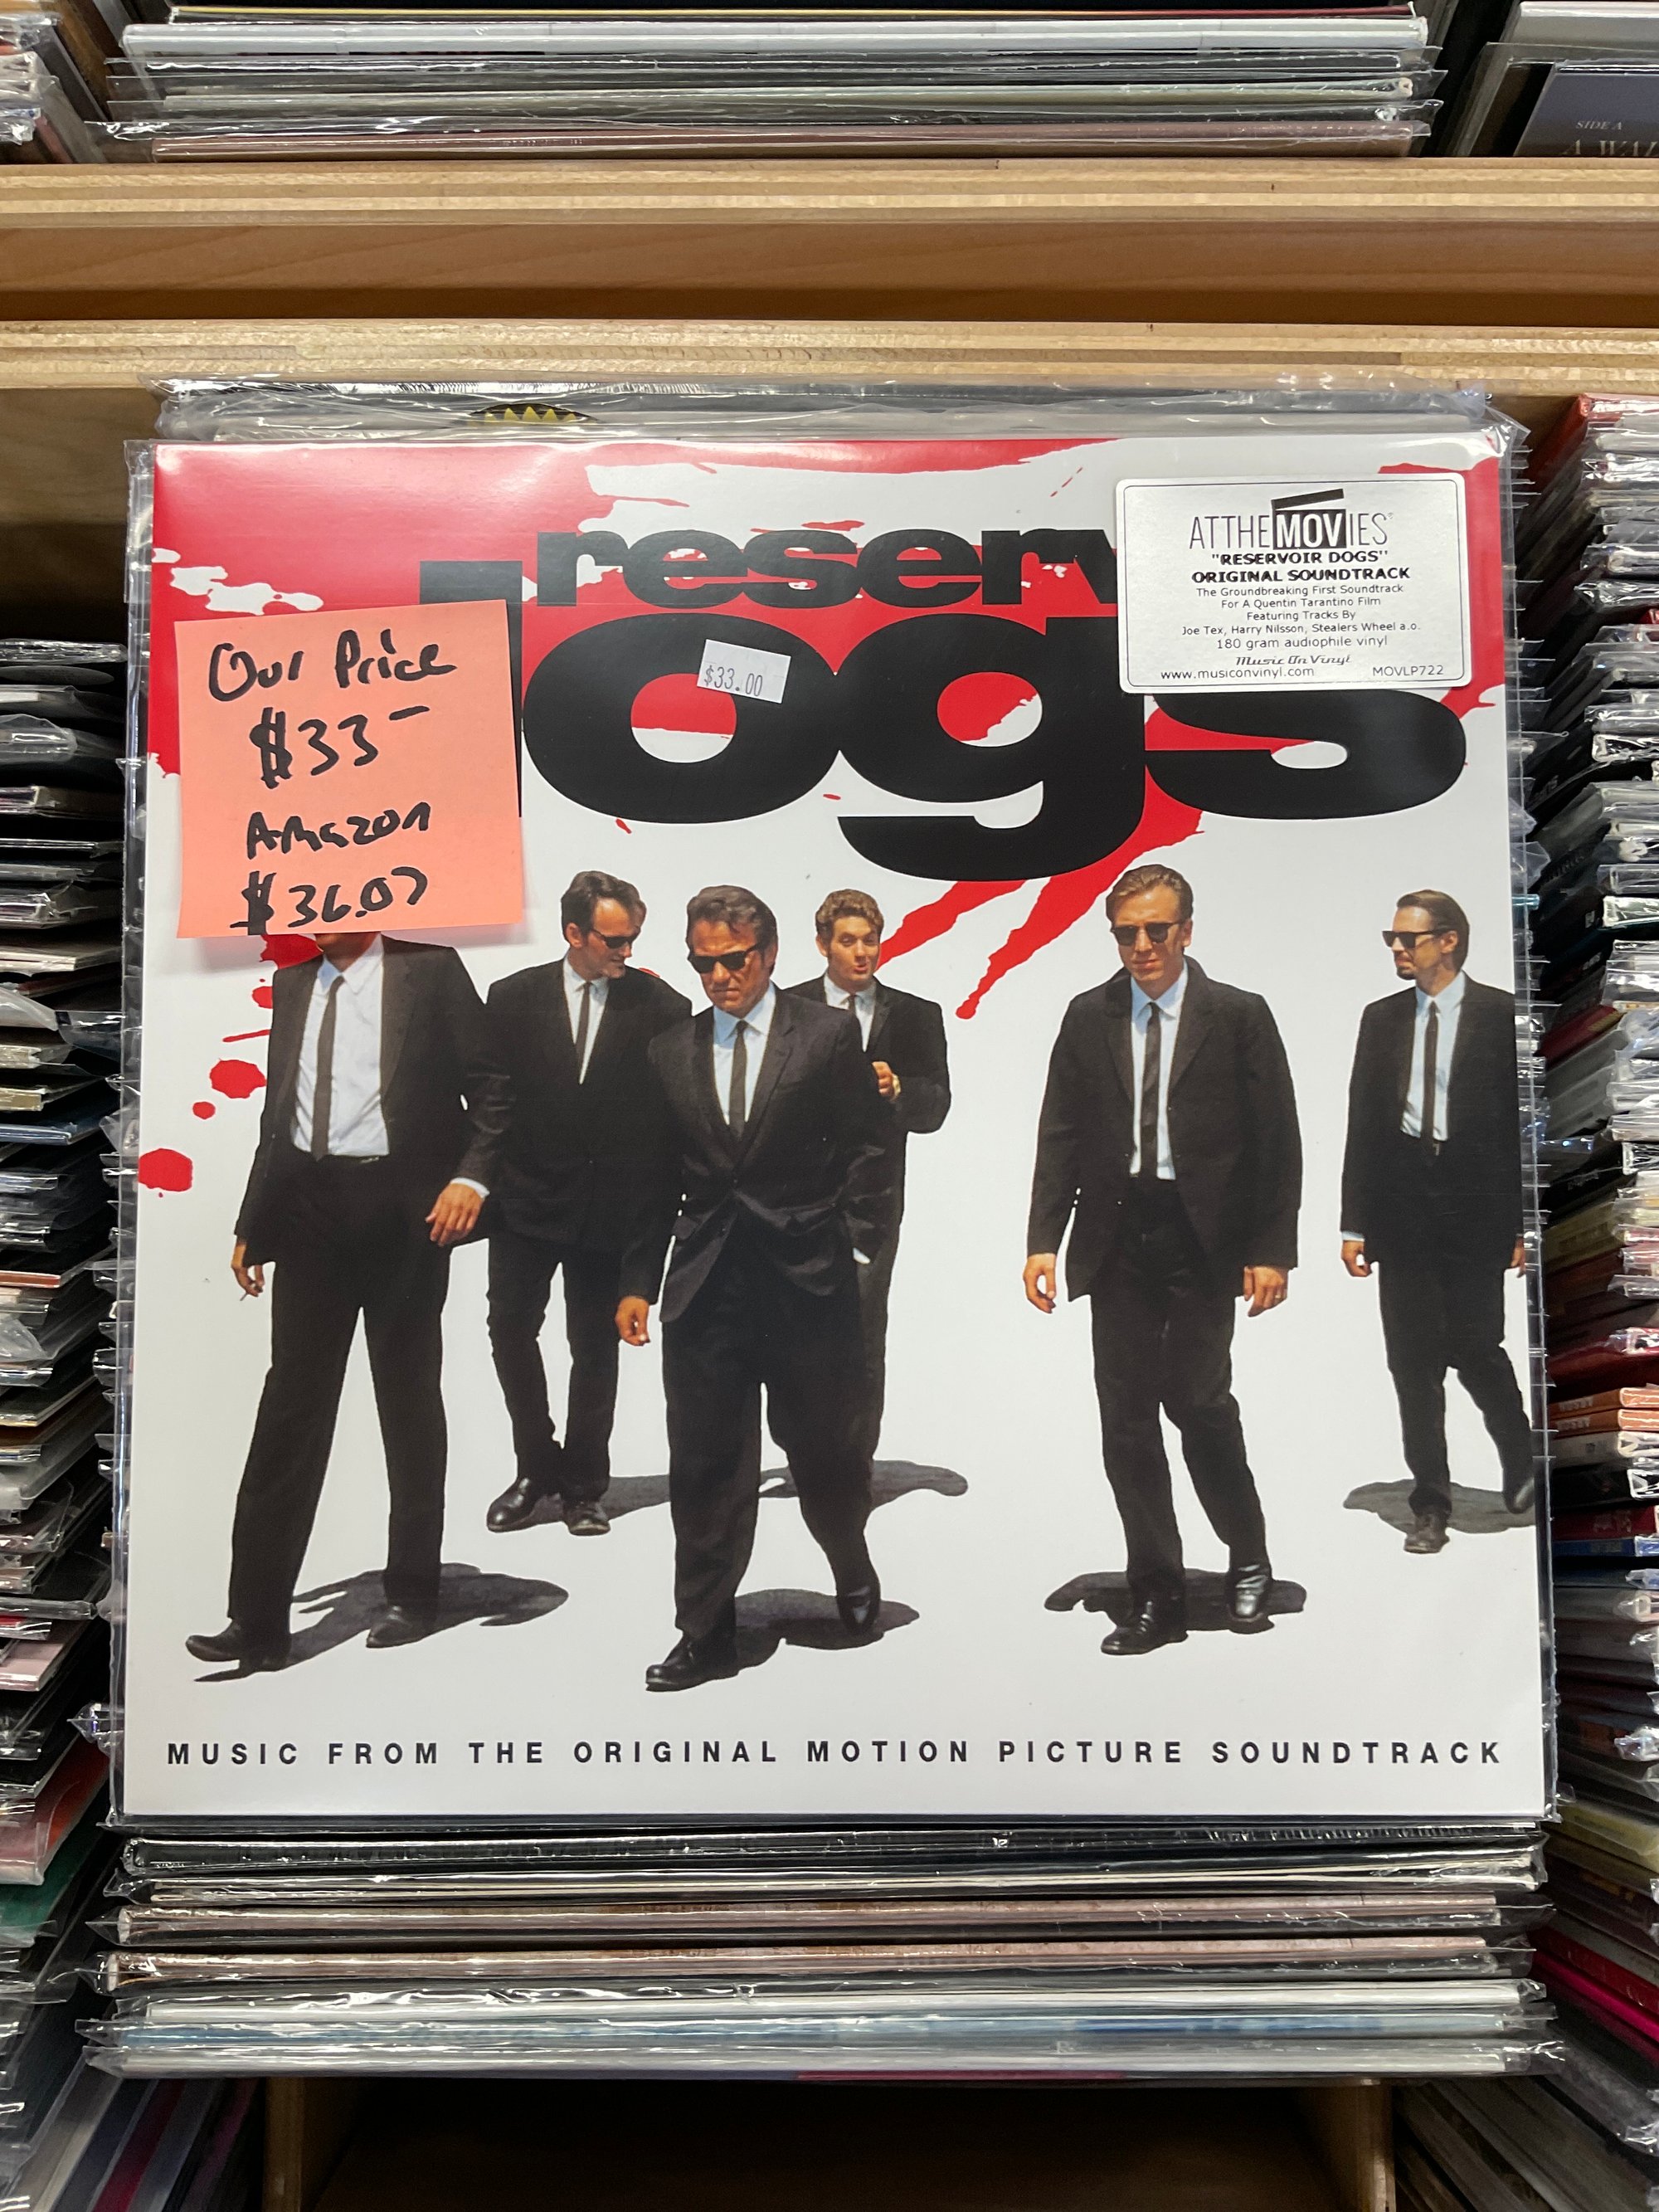 SIDE A
reserv
ATTHEMOVIES
"RESERVOIR DOGS"
ORIGINAL SOUNDTRACK
The Groundbreaking First Soundtrack
For A Quentin Tarantino Film
Featuring Tracks By
Joe Tex, Harry Nilsson, Stealers Wheel a.o.
180 gram audiophile vinyl
Music On Vinyl
www.musiconvinyl.com MOVLP722
ogs
$33.00
Our Price
$33-
Amazon
$36.07
MUSIC FROM THE ORIGINAL MOTION PICTURE SOUNDTRACK